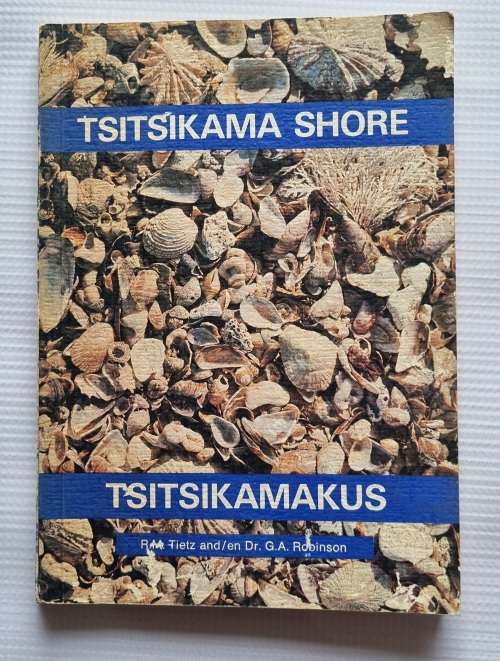 TSITSIKAMA SHORE
TSITSIKAMAKUS
R.M. Tietz and/en Dr. G.A. Robinson